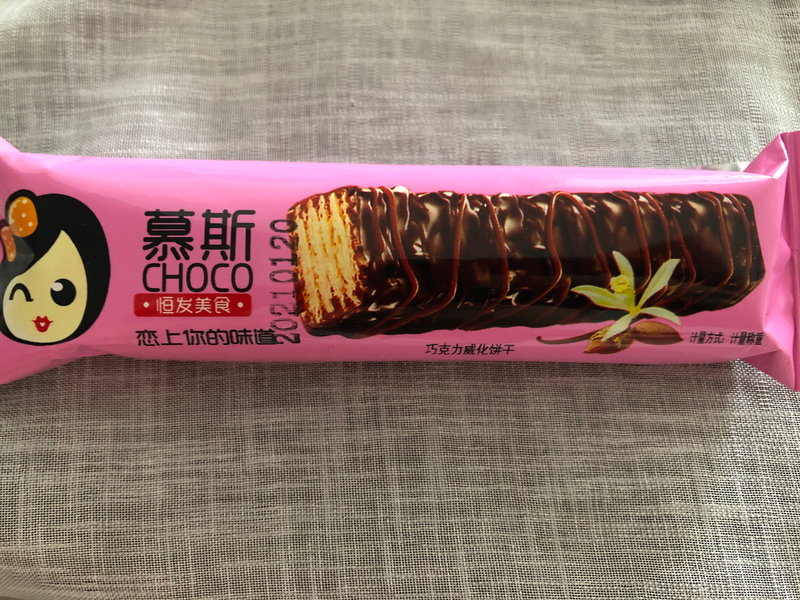 慕斯
CHOCO
·恒发美食·
恋上你的味道
20210120
巧克力威化饼干
计量方式：计量称重